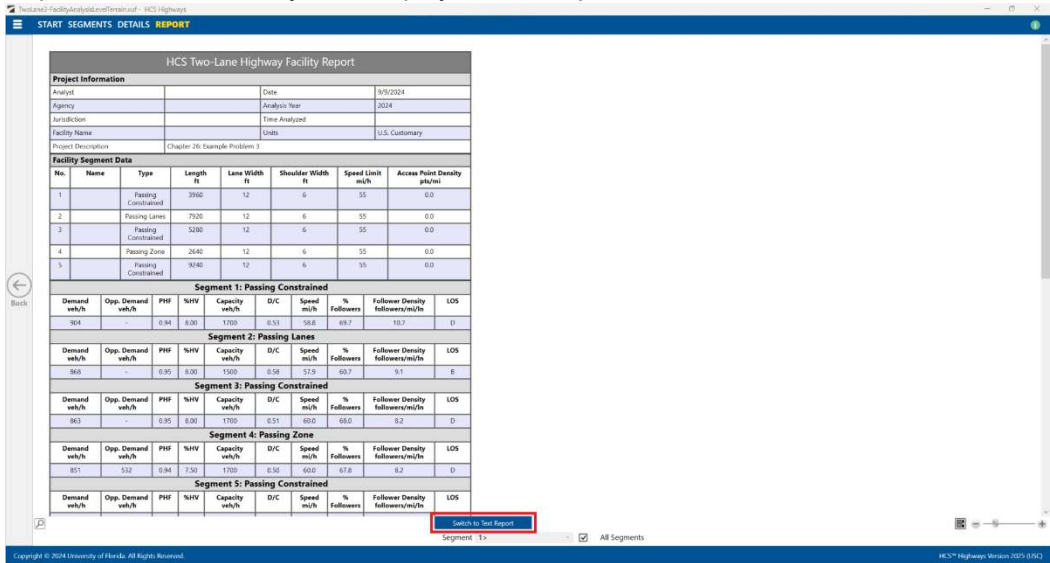 TwoLane3-FacilityAnalysisLevelTerrain.xuf - HCS Highways
START SEGMENTS DETAILS REPORT
HCS Two-Lane Highway Facility Report
Project Information
Analyst Date 9/9/2024
Agency Analysis Year 2024
Jurisdiction Time Analyzed
Facility Name Units U.S. Customary
Project Description Chapter 26: Example Problem 3
Facility Segment Data
No. Name Type Length Lane Width Shoulder Width Speed Limit Access Point Density
ft ft ft mi/h pts/mi
1 Passing 3960 12 6 55 0.0
Constrained
2 Passing Lanes 7920 12 6 55 0.0
3 Passing 5280 12 6 55 0.0
Constrained
4 Passing Zone 2640 12 6 55 0.0
5 Passing 9240 12 6 55 0.0
Constrained
Segment 1: Passing Constrained
Demand Opp. Demand PHF %HV Capacity D/C Speed % Follower Density LOS
veh/h veh/h veh/h mi/h Followers followers/mi/ln
904 - 0.94 8.00 1700 0.53 58.8 69.7 10.7 D
Segment 2: Passing Lanes
Demand Opp. Demand PHF %HV Capacity D/C Speed % Follower Density LOS
veh/h veh/h veh/h mi/h Followers followers/mi/ln
868 - 0.95 8.00 1500 0.58 57.9 60.7 9.1 B
Segment 3: Passing Constrained
Demand Opp. Demand PHF %HV Capacity D/C Speed % Follower Density LOS
veh/h veh/h veh/h mi/h Followers followers/mi/ln
863 - 0.95 8.00 1700 0.51 60.0 68.0 8.2 D
Segment 4: Passing Zone
Demand Opp. Demand PHF %HV Capacity D/C Speed % Follower Density LOS
veh/h veh/h veh/h mi/h Followers followers/mi/ln
851 532 0.94 7.50 1700 0.50 60.0 67.8 8.2 D
Segment 5: Passing Constrained
Demand Opp. Demand PHF %HV Capacity D/C Speed % Follower Density LOS
veh/h veh/h veh/h mi/h Followers followers/mi/ln
Back
Switch to Text Report
Segment 1> All Segments
Copyright © 2024 University of Florida. All Rights Reserved. HCS™ Highways Version 2025 (USC)